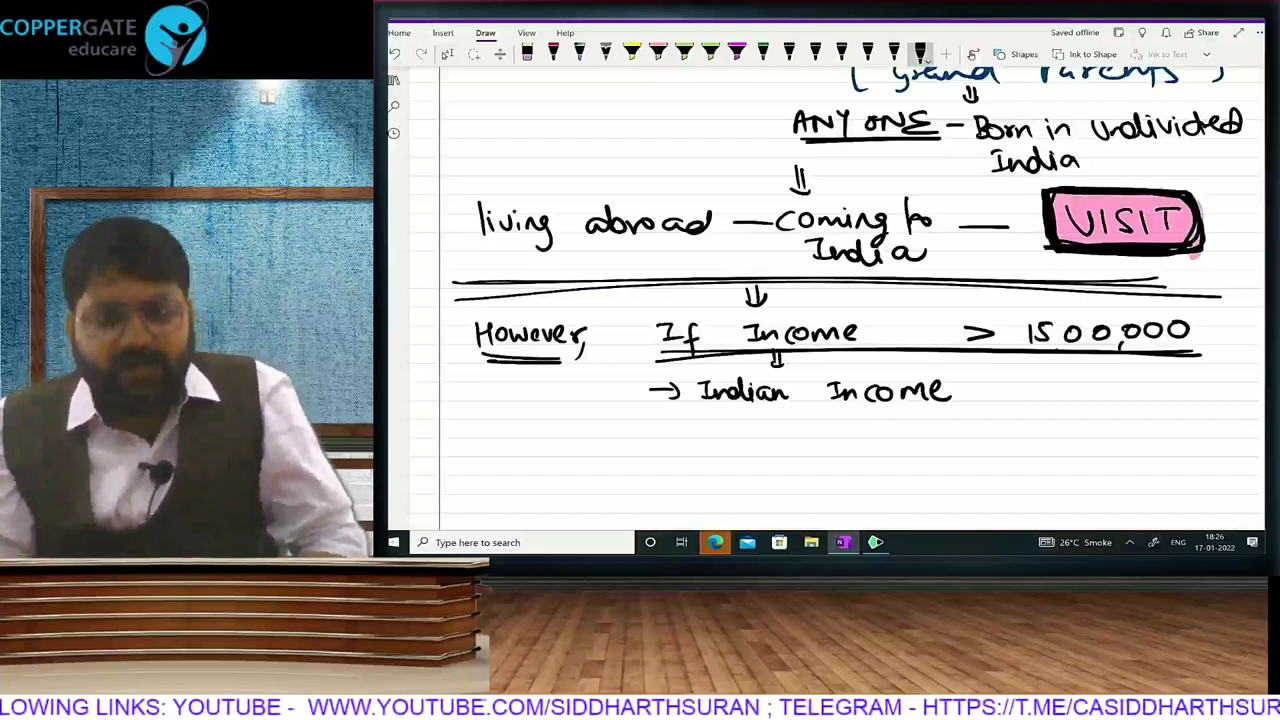 COPPERGATE
educare
Home Insert Draw View Help
Saved offline
Share
Shapes
Ink to Shape
Ink to Text
( Grand Parents )
ANY ONE - Born in undivided
India
living abroad — coming to — VISIT
India
However, If Income > 1500,000
→ Indian Income
Type here to search
26°C Smoke
ENG
18:26
17-01-2022
LOWING LINKS: YOUTUBE - WWW.YOUTUBE.COM/SIDDHARTHSURAN ; TELEGRAM - HTTPS://T.ME/CASIDDHARTHSUR